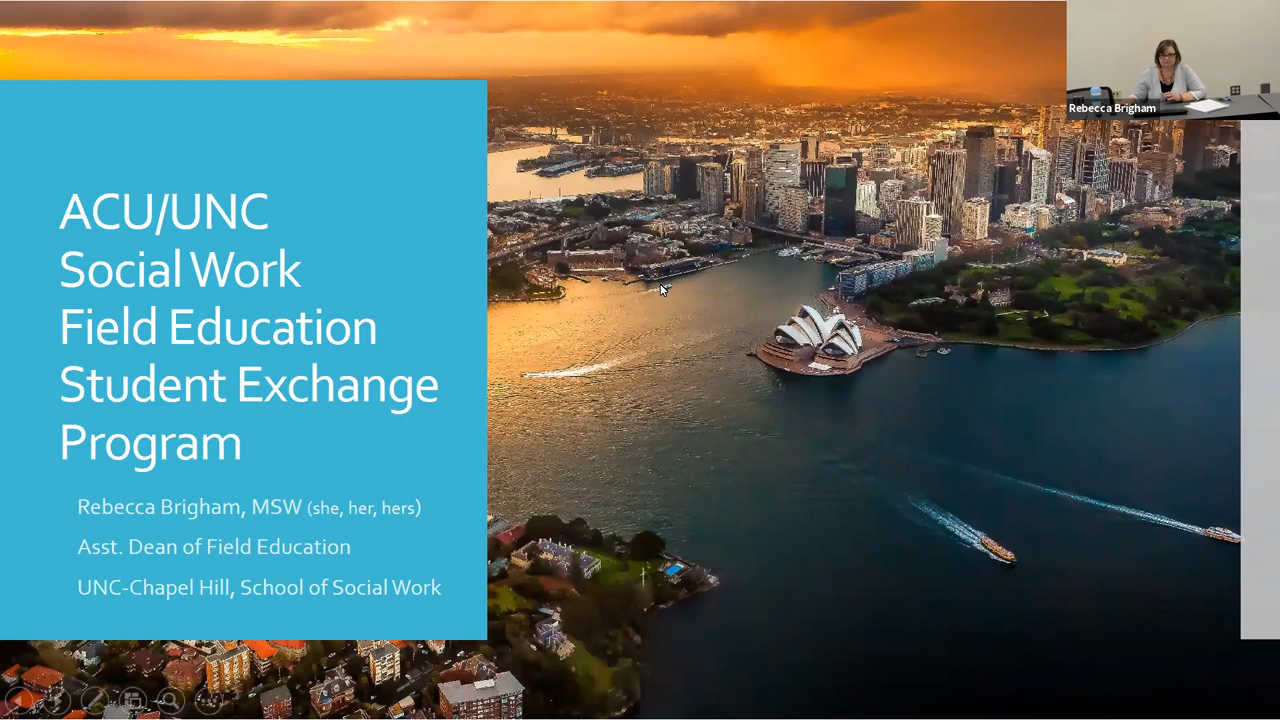 ACU/UNC
Social Work
Field Education
Student Exchange
Program
Rebecca Brigham, MSW (she, her, hers)
Asst. Dean of Field Education
UNC-Chapel Hill, School of Social Work
Rebecca Brigham